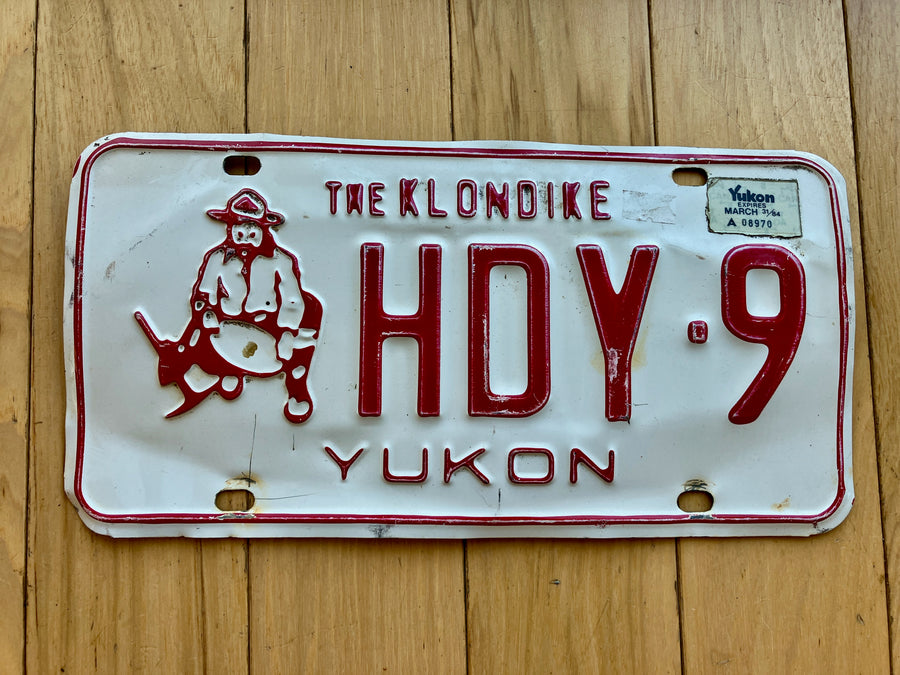 THE KLONDIKE
Yukon
EXPIRES
MARCH 31/84
A 08970
HDY·9
YUKON